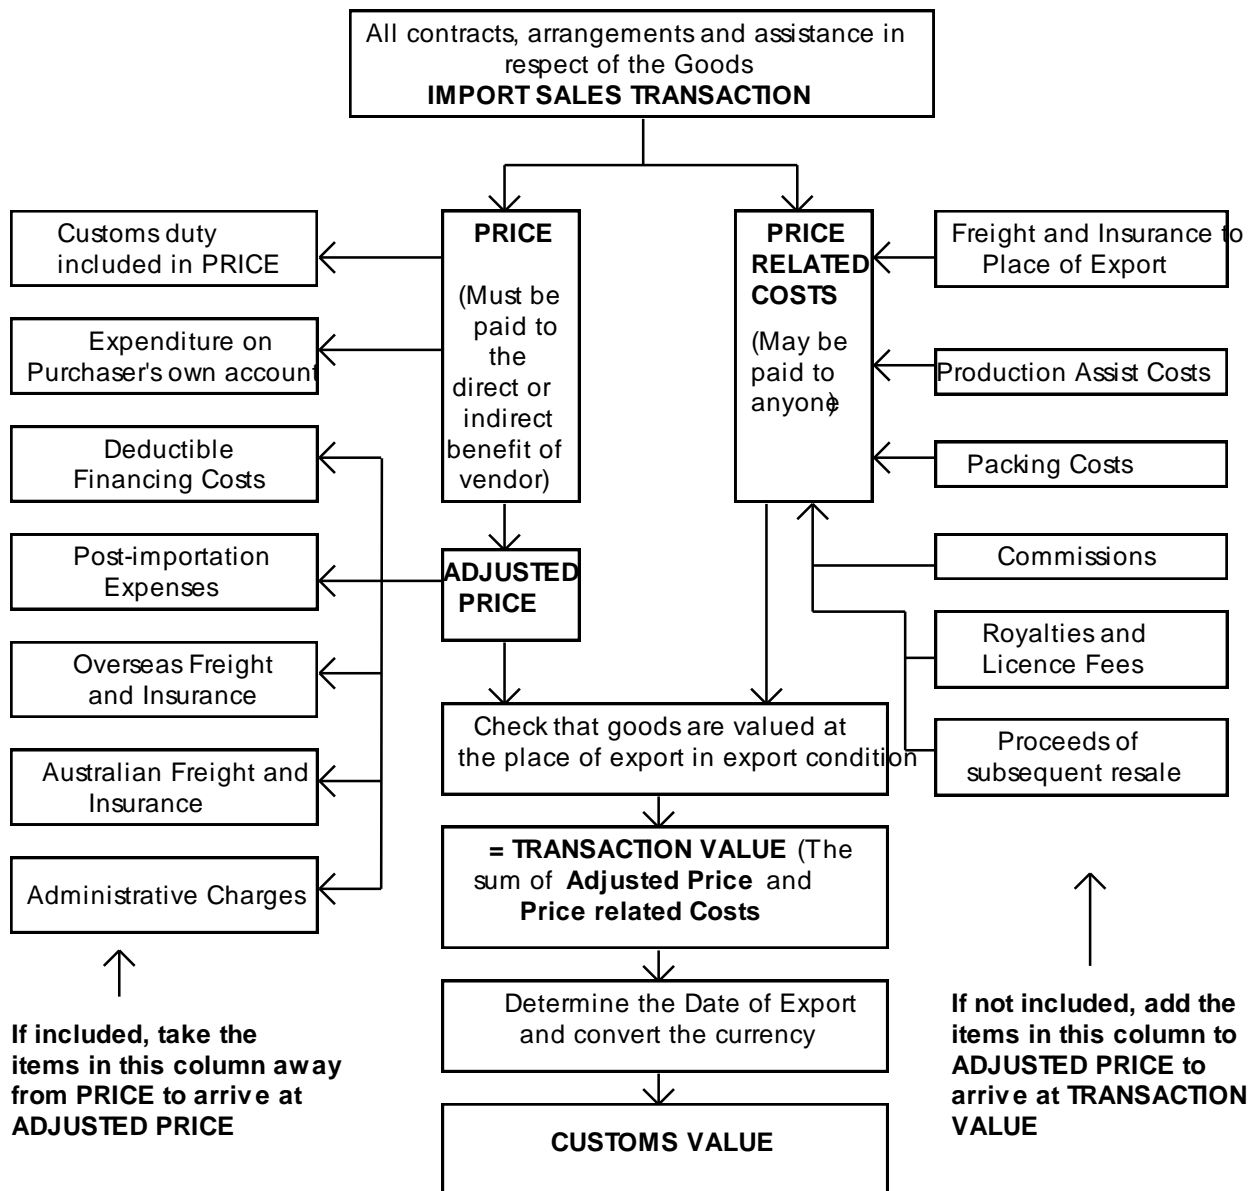 All contracts, arrangements and assistance in
respect of the Goods
IMPORT SALES TRANSACTION
Customs duty
included in PRICE
Expenditure on
Purchaser's own account
Deductible
Financing Costs
Post-importation
Expenses
Overseas Freight
and Insurance
Australian Freight and
Insurance
Administrative Charges
If included, take the
items in this column away
from PRICE to arrive at
ADJUSTED PRICE
PRICE
(Must be
paid to
the
direct or
indirect
benefit of
vendor)
ADJUSTED
PRICE
PRICE
RELATED
COSTS
(May be
paid to
anyone)
Check that goods are valued at
the place of export in export condition
= TRANSACTION VALUE (The
sum of Adjusted Price and
Price related Costs
Determine the Date of Export
and convert the currency
CUSTOMS VALUE
Freight and Insurance to
Place of Export
Production Assist Costs
Packing Costs
Commissions
Royalties and
Licence Fees
Proceeds of
subsequent resale
If not included, add the
items in this column to
ADJUSTED PRICE to
arrive at TRANSACTION
VALUE